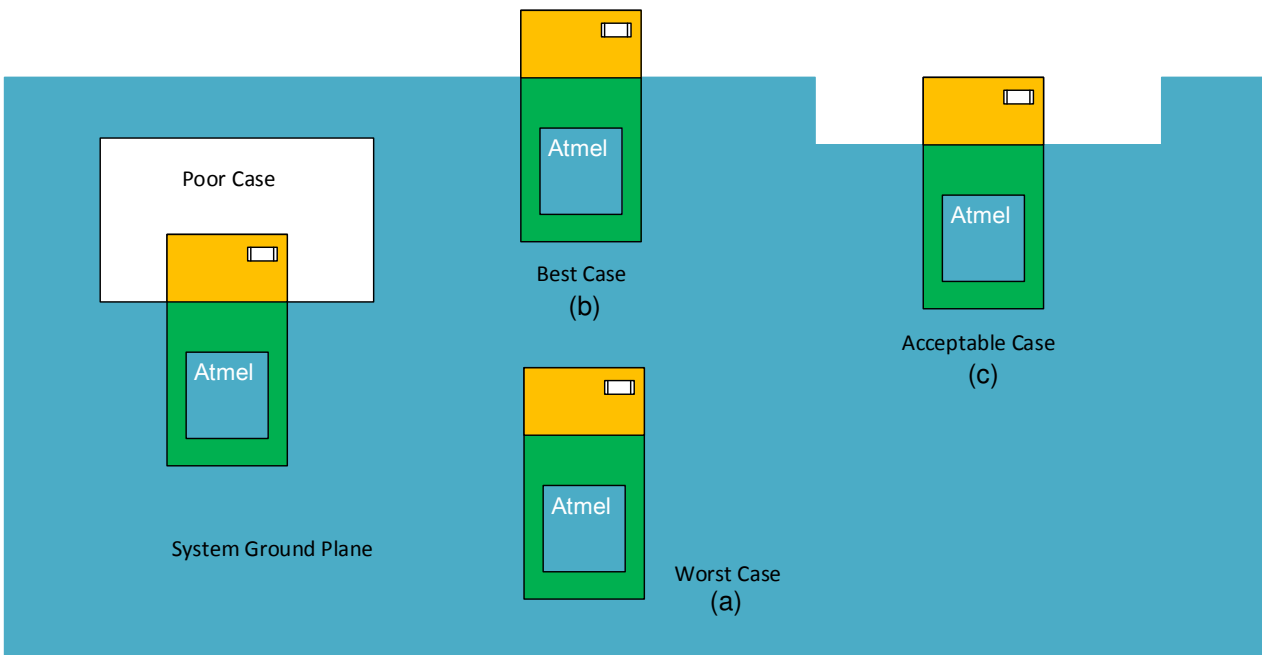 Poor Case
Atmel
System Ground Plane
Atmel
Best Case
(b)
Atmel
Worst Case
(a)
Atmel
Acceptable Case
(c)